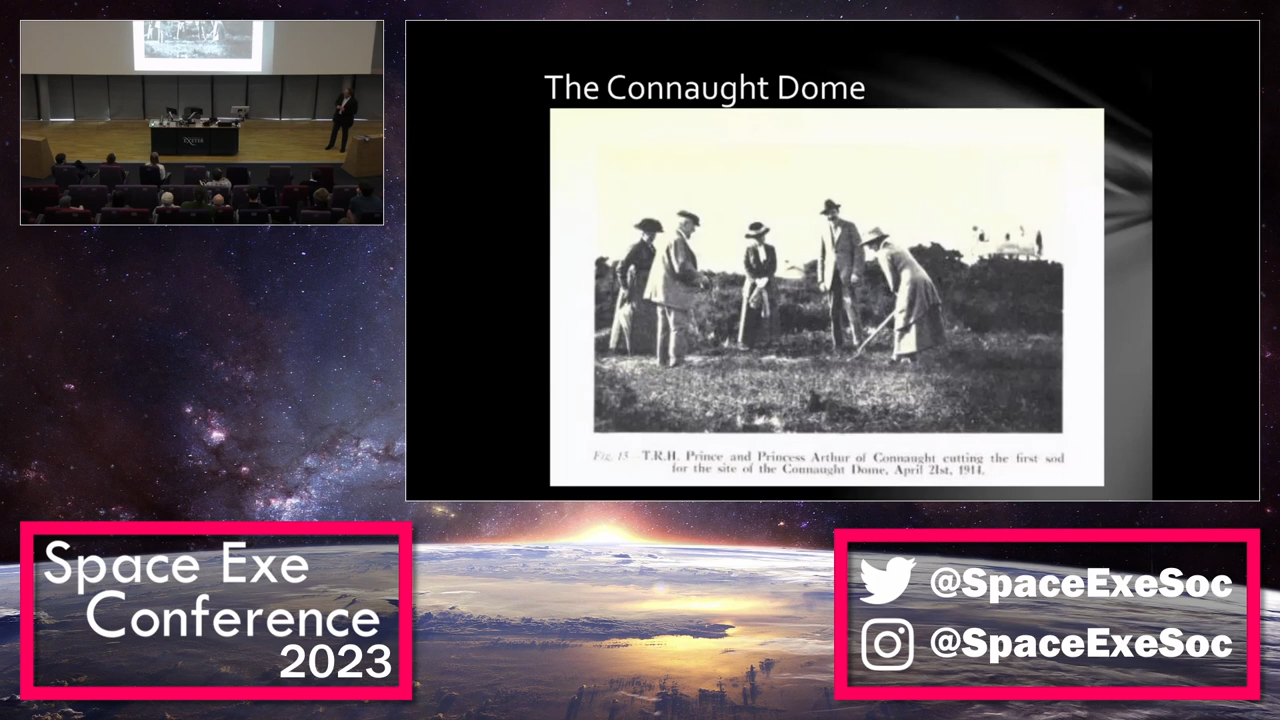 The Connaught Dome
Fig. 15 T.R.H. Prince and Princess Arthur of Connaught cutting the first sod
for the site of the Connaught Dome, April 21st, 1914.
EXETER
Space Exe
Conference
2023
@SpaceExeSoc
@SpaceExeSoc